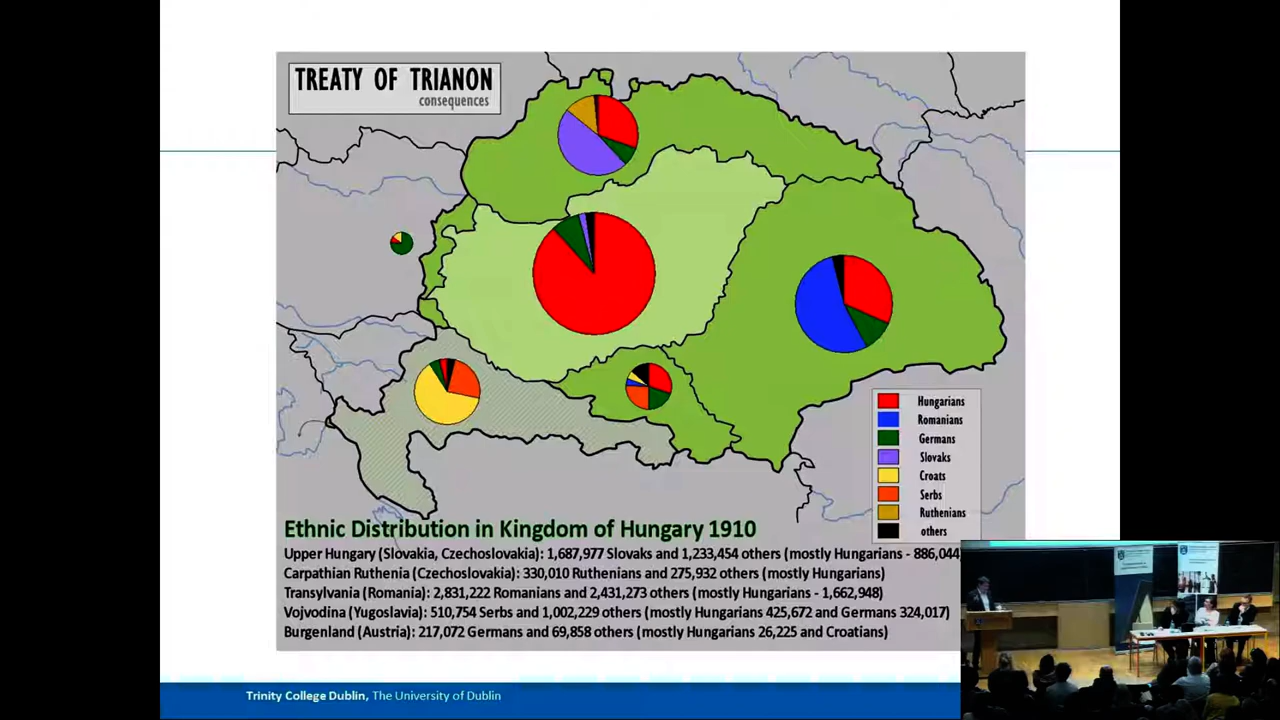 TREATY OF TRIANON
consequences
Hungarians
Romanians
Germans
Slovaks
Croats
Serbs
Ruthenians
others
Ethnic Distribution in Kingdom of Hungary 1910
Upper Hungary (Slovakia, Czechoslovakia): 1,687,977 Slovaks and 1,233,454 others (mostly Hungarians - 886,044
Carpathian Ruthenia (Czechoslovakia): 330,010 Ruthenians and 275,932 others (mostly Hungarians)
Transylvania (Romania): 2,831,222 Romanians and 2,431,273 others (mostly Hungarians - 1,662,948)
Vojvodina (Yugoslavia): 510,754 Serbs and 1,002,229 others (mostly Hungarians 425,672 and Germans 324,017)
Burgenland (Austria): 217,072 Germans and 69,858 others (mostly Hungarians 26,225 and Croatians)
Trinity College Dublin, The University of Dublin